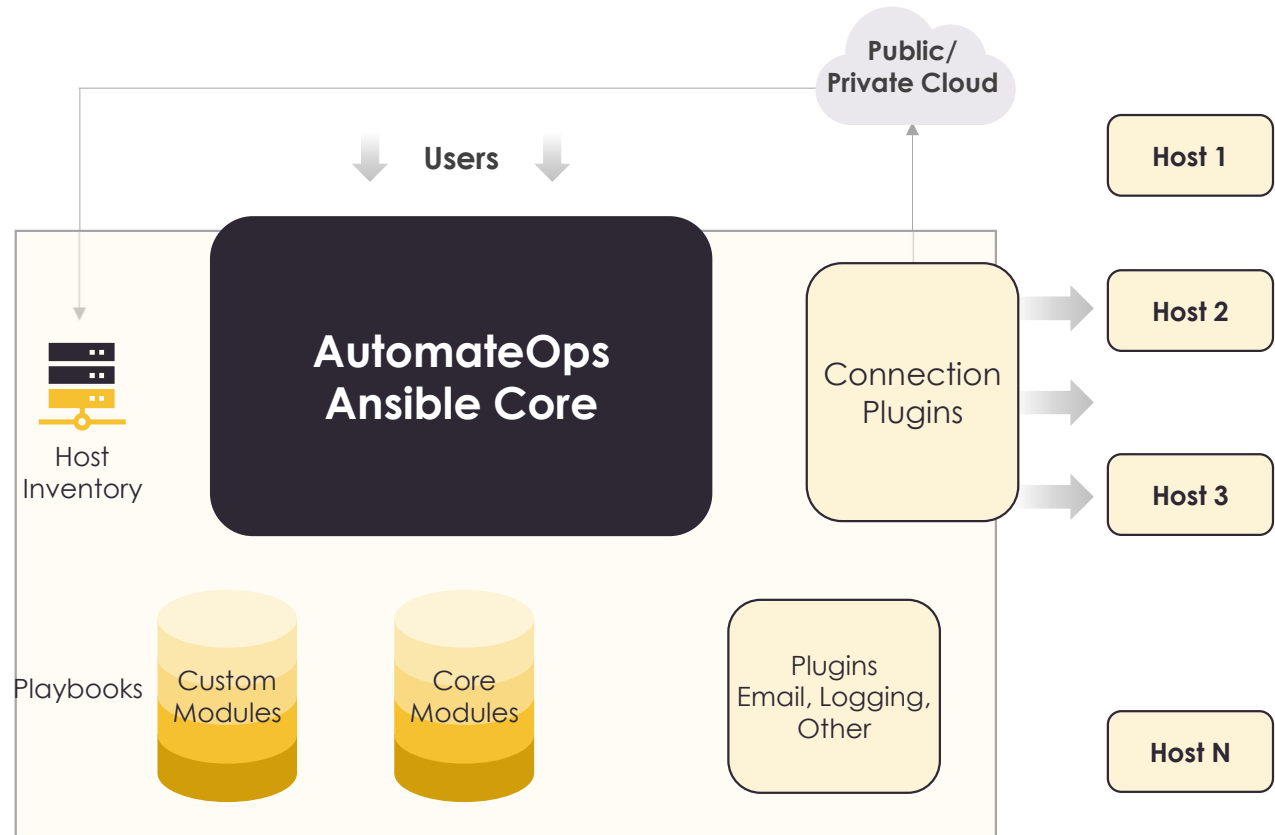 Public/
Private Cloud
Users
Host 1
Host 2
AutomateOps
Ansible Core
Connection
Plugins
Host
Inventory
Host 3
Playbooks
Custom
Modules
Core
Modules
Plugins
Email, Logging,
Other
Host N